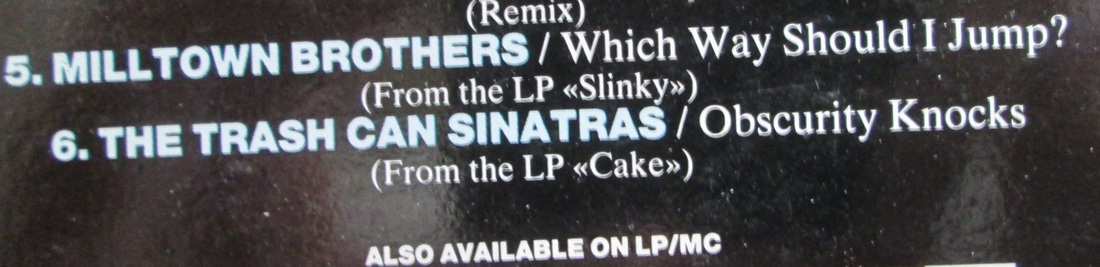 (Remix)
5. MILLTOWN BROTHERS / Which Way Should I Jump?
(From the LP «Slinky»)
6. THE TRASH CAN SINATRAS / Obscurity Knocks
(From the LP «Cake»)
ALSO AVAILABLE ON LP/MC